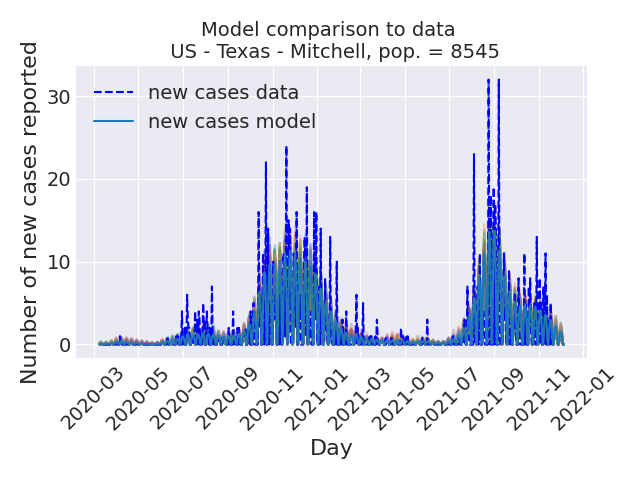 Model comparison to data
US - Texas - Mitchell, pop. = 8545
Number of new cases reported
30
20
10
0
new cases data
new cases model
2020-03
2020-05
2020-07
2020-09
2020-11
2021-01
2021-03
2021-05
2021-07
2021-09
2021-11
2022-01
Day